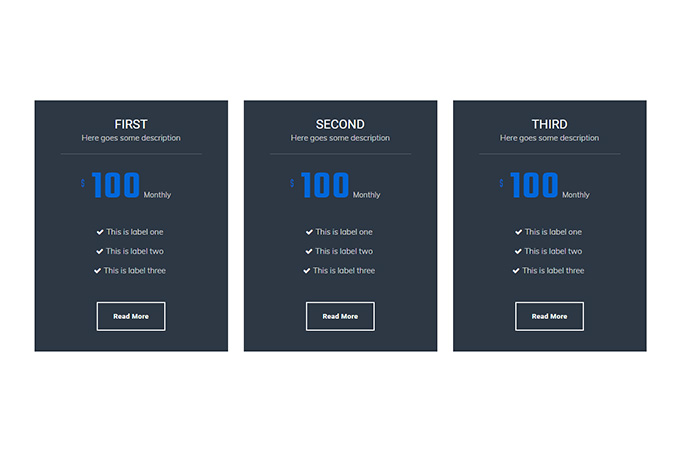 FIRST
Here goes some description
$ 100 Monthly
This is label one
This is label two
This is label three
Read More
SECOND
Here goes some description
$ 100 Monthly
This is label one
This is label two
This is label three
Read More
THIRD
Here goes some description
$ 100 Monthly
This is label one
This is label two
This is label three
Read More